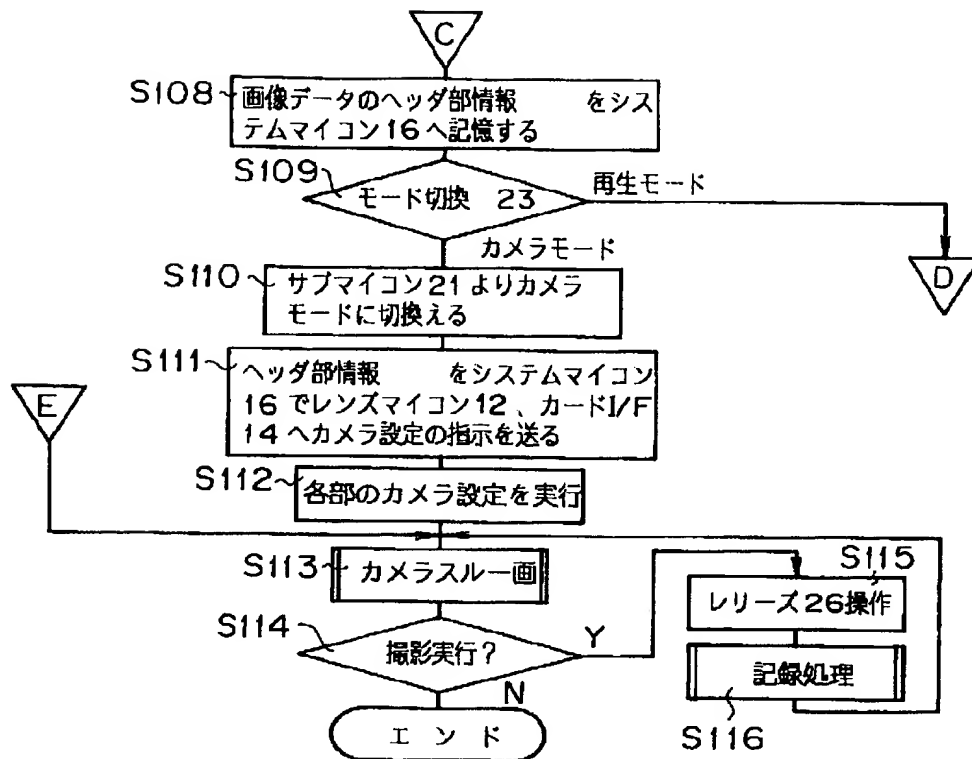 C
S108
画像データのヘッダ部情報 をシス
テムマイコン16へ記憶する
S109
モード切換 23
再生モード
カメラモード
D
S110
サブマイコン21よりカメラ
モードに切換える
S111
ヘッダ部情報 をシステムマイコン
16でレンズマイコン12、カードI/F
14へカメラ設定の指示を送る
E
S112
各部のカメラ設定を実行
S113
カメラスルー画
S114
撮影実行?
Y
N
S115
レリーズ26操作
記録処理
S116
エンド